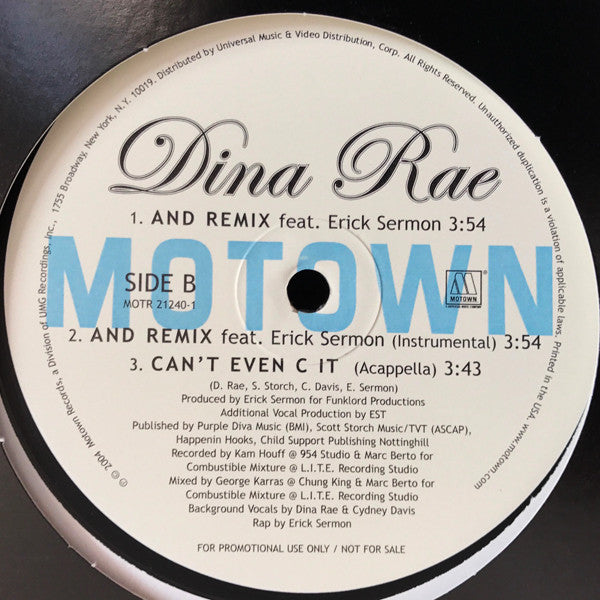 Dina Rae
1. AND REMIX feat. Erick Sermon 3:54
MOTOWN
SIDE B
MOTR 21240-1
M
MOTOWN
2. AND REMIX feat. Erick Sermon (Instrumental) 3:54
3. CAN'T EVEN C IT (Acappella) 3:43
(D. Rae, S. Storch, C. Davis, E. Sermon)
Produced by Erick Sermon for Funklord Productions
Additional Vocal Production by EST
Published by Purple Diva Music (BMI), Scott Storch Music/TVT (ASCAP),
Happenin Hooks, Child Support Publishing Nottinghill
Recorded by Kam Houff @ 954 Studio & Marc Berto for
Combustible Mixture @ L.I.T.E. Recording Studio
Mixed by George Karras @ Chung King & Marc Berto for
Combustible Mixture @ L.I.T.E. Recording Studio
Background Vocals by Dina Rae & Cydney Davis
Rap by Erick Sermon
FOR PROMOTIONAL USE ONLY / NOT FOR SALE
℗ © 2004 Motown Records, a Division of UMG Recordings, Inc., 1755 Broadway, New York, N.Y. 10019. Distributed by Universal Music & Video Distribution, Corp. All Rights Reserved. Unauthorized duplication is a violation of applicable laws. Printed in the USA. www.motown.com